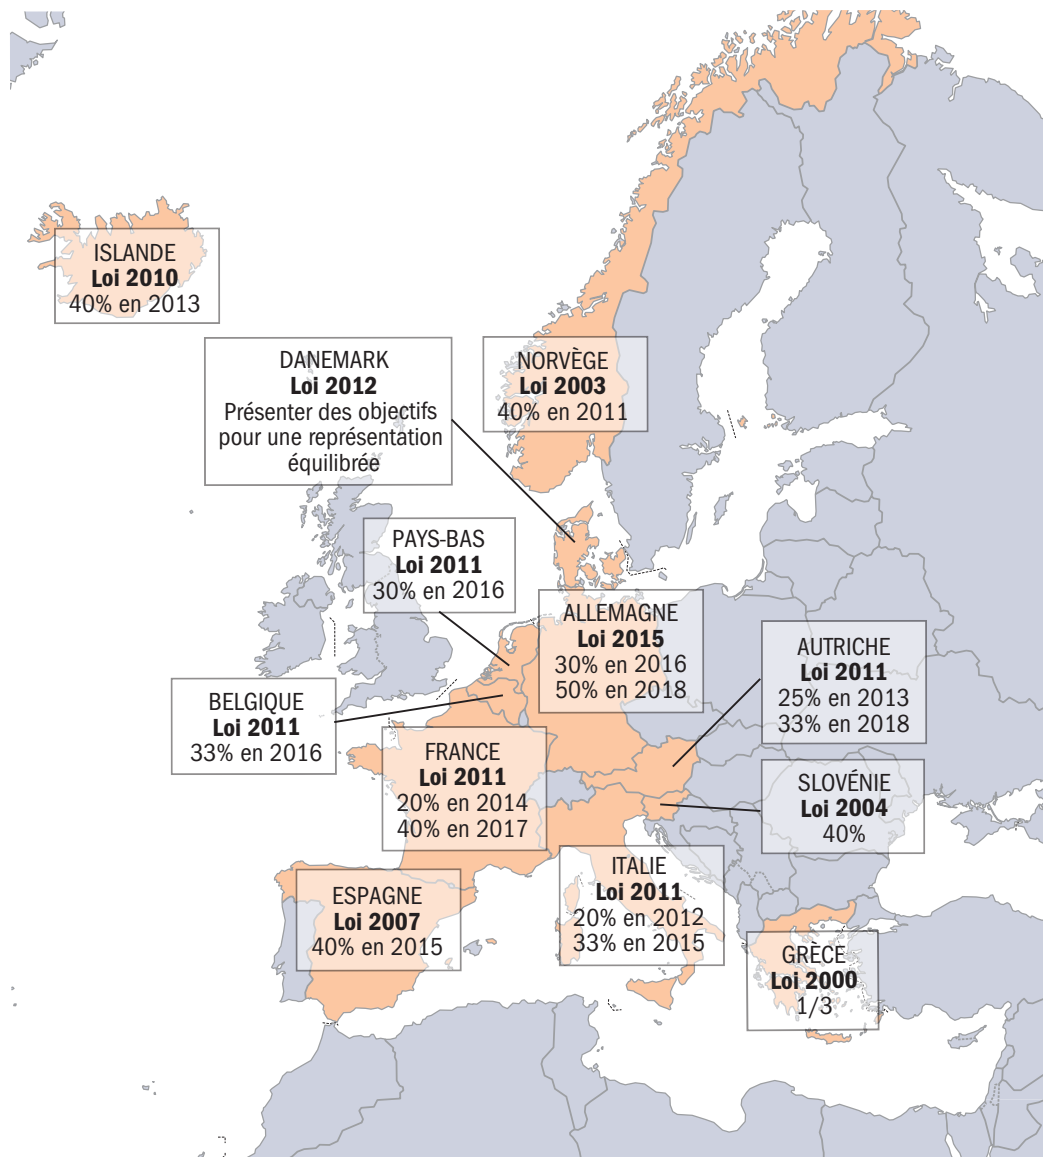 ISLANDE
Loi 2010
40% en 2013
DANEMARK
Loi 2012
Présenter des objectifs
pour une représentation
équilibrée
NORVÈGE
Loi 2003
40% en 2011
PAYS-BAS
Loi 2011
30% en 2016
ALLEMAGNE
Loi 2015
30% en 2016
50% en 2018
AUTRICHE
Loi 2011
25% en 2013
33% en 2018
BELGIQUE
Loi 2011
33% en 2016
FRANCE
Loi 2011
20% en 2014
40% en 2017
SLOVÉNIE
Loi 2004
40%
ITALIE
Loi 2011
20% en 2012
33% en 2015
ESPAGNE
Loi 2007
40% en 2015
GRÈCE
Loi 2000
1/3